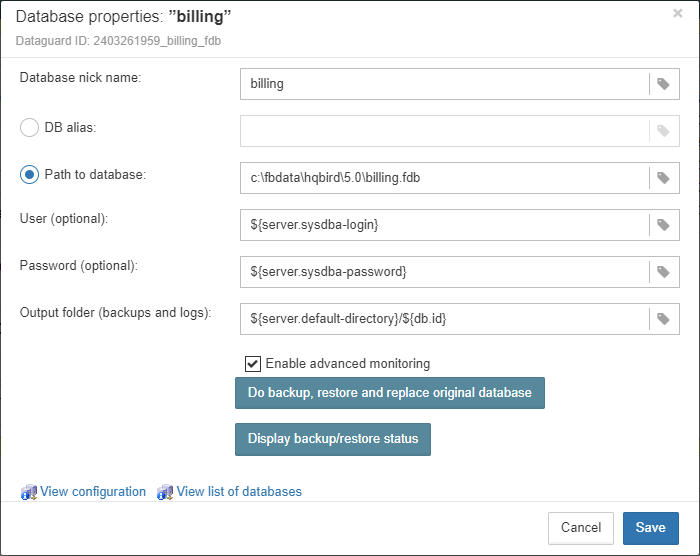 Database properties: ”billing”
×
Dataguard ID: 2403261959_billing_fdb
Database nick name:
billing
DB alias:
Path to database:
c:\fbdata\hqbird\5.0\billing.fdb
User (optional):
${server.sysdba-login}
Password (optional):
${server.sysdba-password}
Output folder (backups and logs):
${server.default-directory}/${db.id}
Enable advanced monitoring
Do backup, restore and replace original database
Display backup/restore status
View configuration View list of databases
Cancel Save